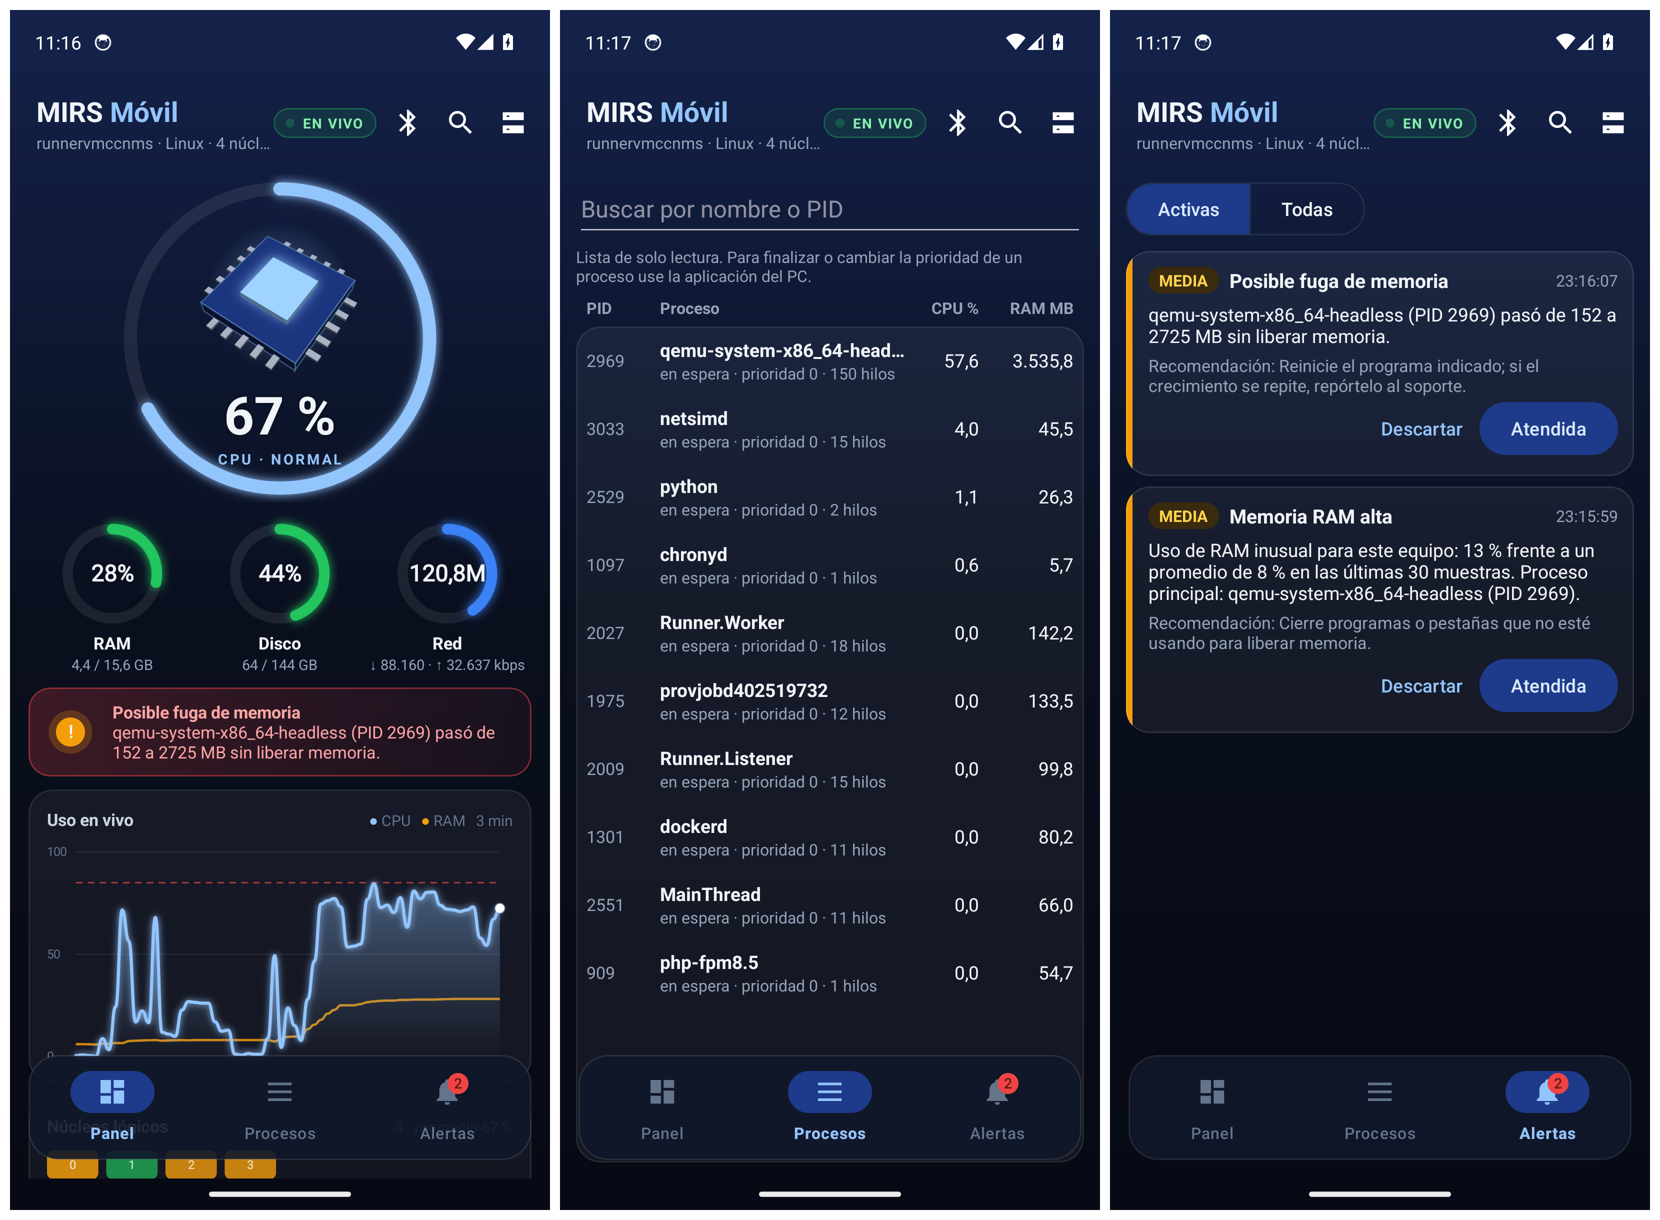 11:16
MIRS Móvil
EN VIVO
runnervmccnms · Linux · 4 núcl...
67 %
CPU · NORMAL
28%
44%
120,8M
RAM
Disco
Red
4,4 / 15,6 GB
64 / 144 GB
↓ 88.160 · ↑ 32.637 kbps
!
Posible fuga de memoria
qemu-system-x86_64-headless (PID 2969) pasó de
152 a 2725 MB sin liberar memoria.
Uso en vivo
CPU RAM 3 min
100
50
0
2
Núcleos lógicos
Panel
Procesos
Alertas
0 1 2 3
11:17
MIRS Móvil
EN VIVO
runnervmccnms · Linux · 4 núcl...
Buscar por nombre o PID
Lista de solo lectura. Para finalizar o cambiar la prioridad de un
proceso use la aplicación del PC.
PID Proceso CPU % RAM MB
2969 qemu-system-x86_64-head... 57,6 3.535,8
en espera · prioridad 0 · 150 hilos
3033 netsimd 4,0 45,5
en espera · prioridad 0 · 15 hilos
2529 python 1,1 26,3
en espera · prioridad 0 · 2 hilos
1097 chronyd 0,6 5,7
en espera · prioridad 0 · 1 hilos
2027 Runner.Worker 0,0 142,2
en espera · prioridad 0 · 18 hilos
1975 provjobd402519732 0,0 133,5
en espera · prioridad 0 · 12 hilos
2009 Runner.Listener 0,0 99,8
en espera · prioridad 0 · 15 hilos
1301 dockerd 0,0 80,2
en espera · prioridad 0 · 11 hilos
2551 MainThread 0,0 66,0
en espera · prioridad 0 · 11 hilos
909 php-fpm8.5 0,0 54,7
en espera · prioridad 0 · 1 hilos
2
Panel
Procesos
Alertas
11:17
MIRS Móvil
EN VIVO
runnervmccnms · Linux · 4 núcl...
Activas
Todas
MEDIA Posible fuga de memoria 23:16:07
qemu-system-x86_64-headless (PID 2969) pasó de 152 a
2725 MB sin liberar memoria.
Recomendación: Reinicie el programa indicado; si el
crecimiento se repite, repórtelo al soporte.
Descartar
Atendida
MEDIA Memoria RAM alta 23:15:59
Uso de RAM inusual para este equipo: 13 % frente a un
promedio de 8 % en las últimas 30 muestras. Proceso
principal: qemu-system-x86_64-headless (PID 2969).
Recomendación: Cierre programas o pestañas que no esté
usando para liberar memoria.
Descartar
Atendida
2
Panel
Procesos
Alertas